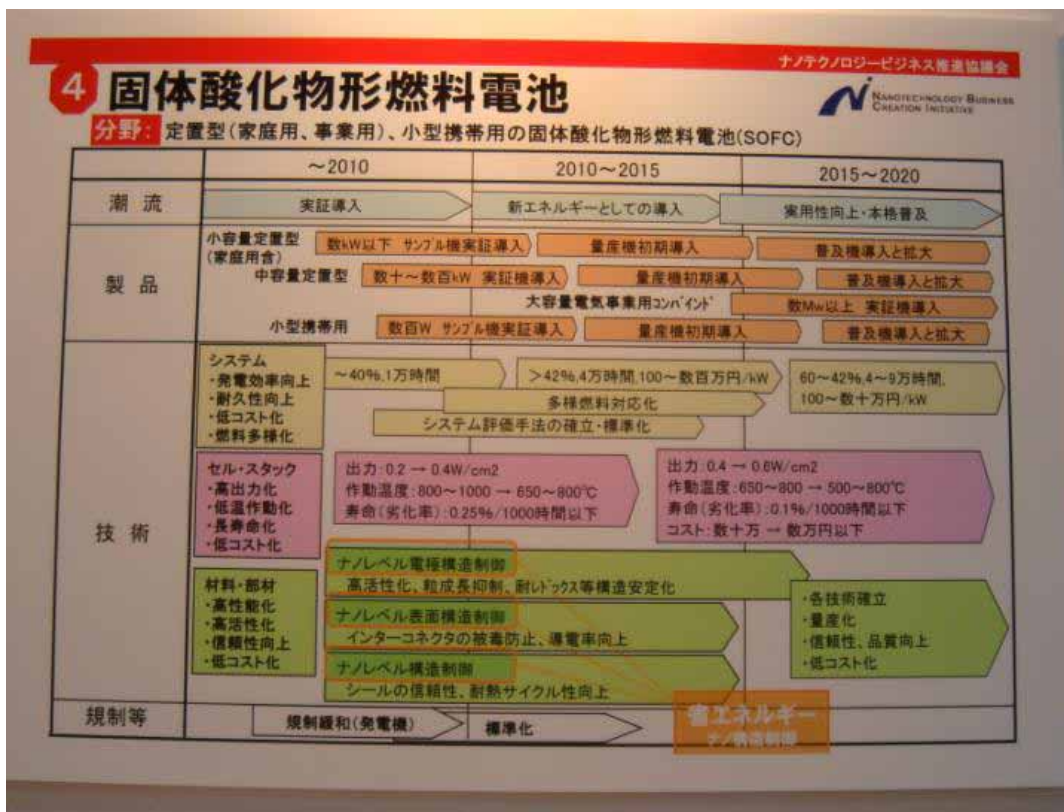 ナノテクノロジービジネス推進協議会
4 固体酸化物形燃料電池
NANOTECHNOLOGY BUSINESS
CREATION INITIATIVE
分野: 定置型(家庭用、事業用)、小型携帯用の固体酸化物形燃料電池(SOFC)
～2010
2010～2015
2015～2020
潮流
実証導入
新エネルギーとしての導入
実用性向上・本格普及
製品
小容量定置型
(家庭用含)
数kW以下 サンプル機実証導入
量産機初期導入
普及機導入と拡大
中容量定置型
数十～数百kW 実証機導入
量産機初期導入
普及機導入と拡大
大容量電気事業用コンバインド
数Mw以上 実証機導入
小型携帯用
数百W サンプル機実証導入
量産機初期導入
普及機導入と拡大
技術
システム
・発電効率向上
・耐久性向上
・低コスト化
・燃料多様化
～40%,1万時間
>42%,4万時間,100～数百万円/kW
60～42%,4～9万時間,
100～数十万円/kW
多様燃料対応化
システム評価手法の確立・標準化
セル・スタック
・高出力化
・低温作動化
・長寿命化
・低コスト化
出力:0.2 → 0.4W/cm2
作動温度:800～1000 → 650～800℃
寿命(劣化率):0.25%/1000時間以下
出力:0.4 → 0.6W/cm2
作動温度:650～800 → 500～800℃
寿命(劣化率):0.1%/1000時間以下
コスト:数十万 → 数万円以下
材料・部材
・高性能化
・高活性化
・信頼性向上
・低コスト化
ナノレベル電極構造制御
高活性化、粒成長抑制、耐レドックス等構造安定化
ナノレベル表面構造制御
インターコネクタの被毒防止、導電率向上
ナノレベル構造制御
シールの信頼性、耐熱サイクル性向上
・各技術確立
・量産化
・信頼性、品質向上
・低コスト化
規制等
規制緩和(発電機)
標準化
省エネルギー
ナノ構造制御